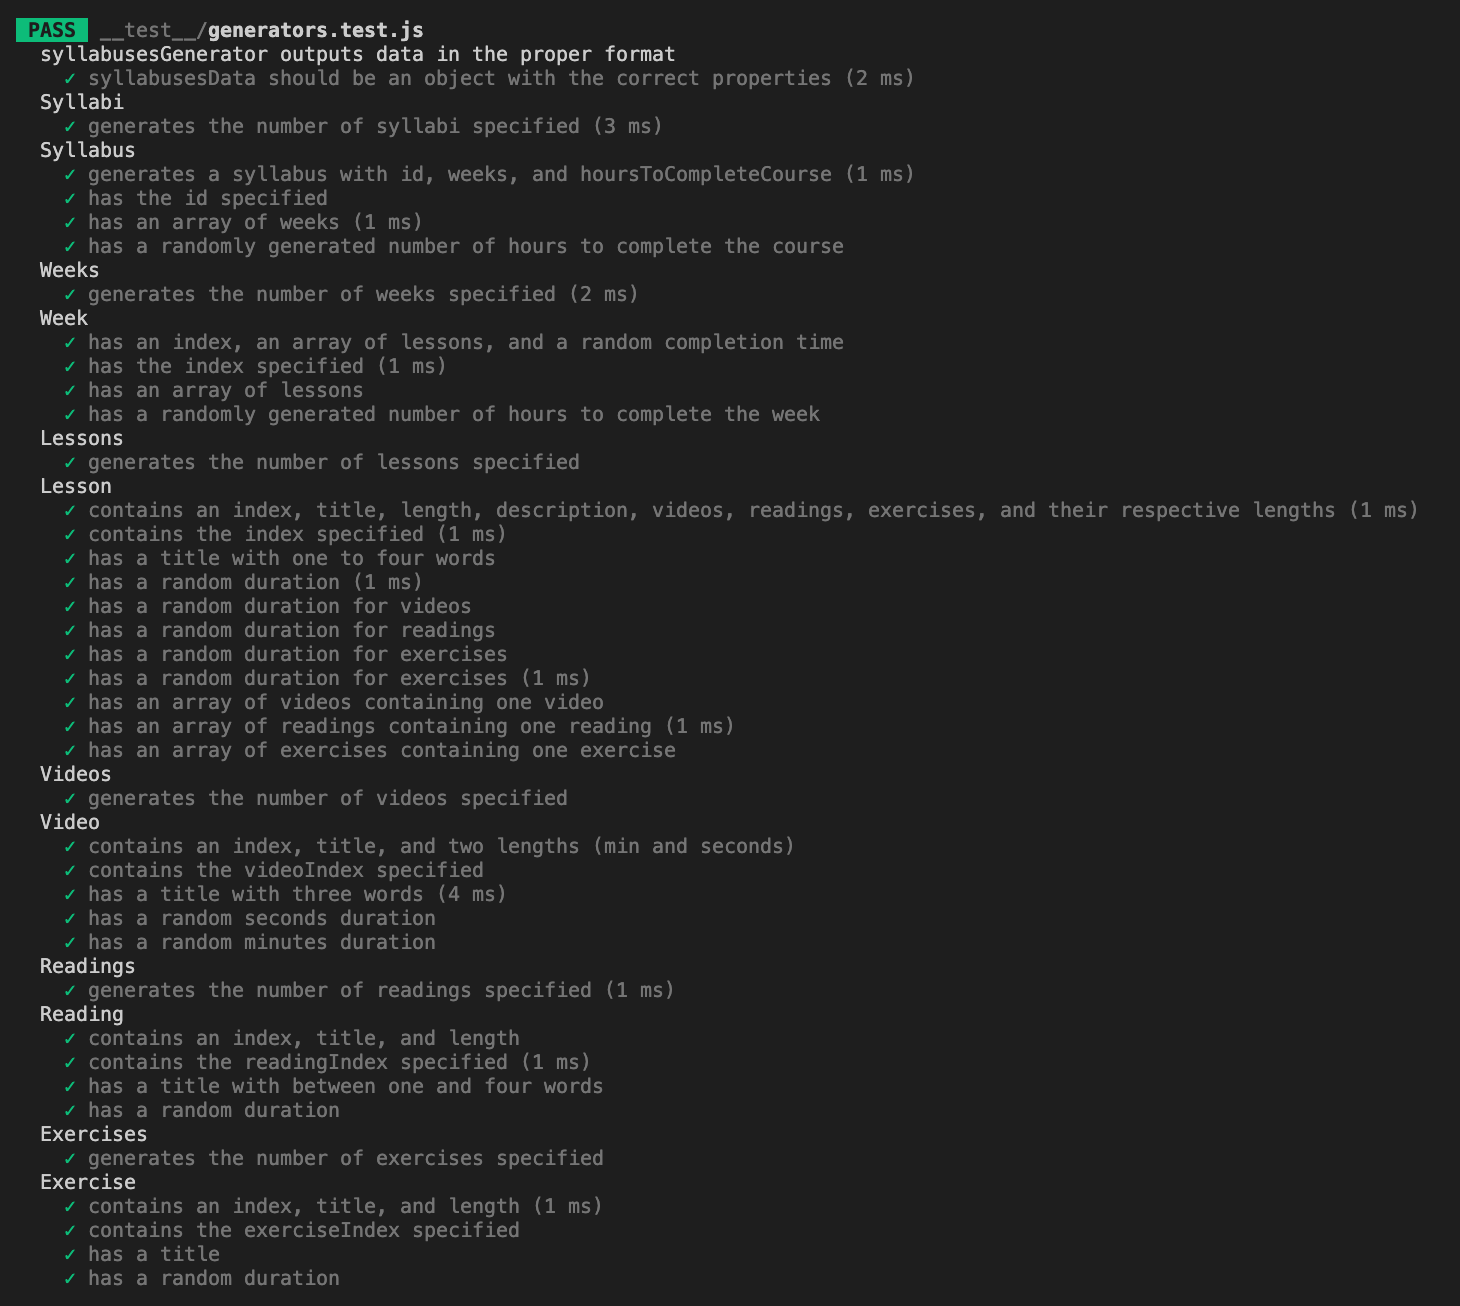 PASS __test__/generators.test.js
syllabusesGenerator outputs data in the proper format
✓ syllabusesData should be an object with the correct properties (2 ms)
Syllabi
✓ generates the number of syllabi specified (3 ms)
Syllabus
✓ generates a syllabus with id, weeks, and hoursToCompleteCourse (1 ms)
✓ has the id specified
✓ has an array of weeks (1 ms)
✓ has a randomly generated number of hours to complete the course
Weeks
✓ generates the number of weeks specified (2 ms)
Week
✓ has an index, an array of lessons, and a random completion time
✓ has the index specified (1 ms)
✓ has an array of lessons
✓ has a randomly generated number of hours to complete the week
Lessons
✓ generates the number of lessons specified
Lesson
✓ contains an index, title, length, description, videos, readings, exercises, and their respective lengths (1 ms)
✓ contains the index specified (1 ms)
✓ has a title with one to four words
✓ has a random duration (1 ms)
✓ has a random duration for videos
✓ has a random duration for readings
✓ has a random duration for exercises
✓ has a random duration for exercises (1 ms)
✓ has an array of videos containing one video
✓ has an array of readings containing one reading (1 ms)
✓ has an array of exercises containing one exercise
Videos
✓ generates the number of videos specified
Video
✓ contains an index, title, and two lengths (min and seconds)
✓ contains the videoIndex specified
✓ has a title with three words (4 ms)
✓ has a random seconds duration
✓ has a random minutes duration
Readings
✓ generates the number of readings specified (1 ms)
Reading
✓ contains an index, title, and length
✓ contains the readingIndex specified (1 ms)
✓ has a title with between one and four words
✓ has a random duration
Exercises
✓ generates the number of exercises specified
Exercise
✓ contains an index, title, and length (1 ms)
✓ contains the exerciseIndex specified
✓ has a title
✓ has a random duration